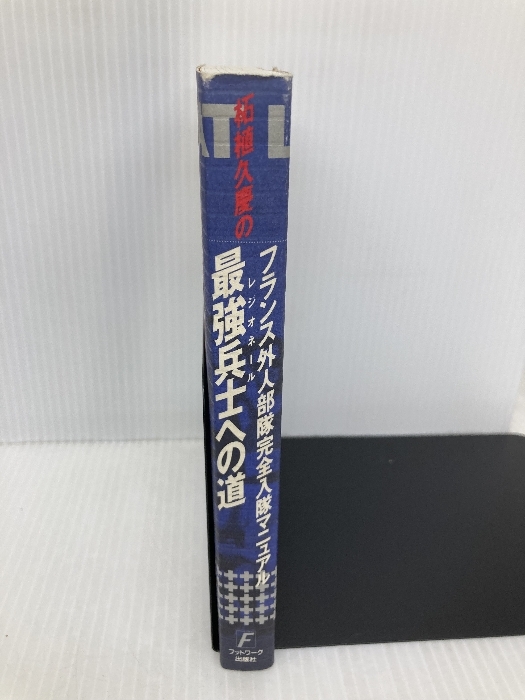 柘植久慶の
フランス外人部隊完全入隊マニュアル
レジオネール
最強兵士への道
F
フットワーク
出版社